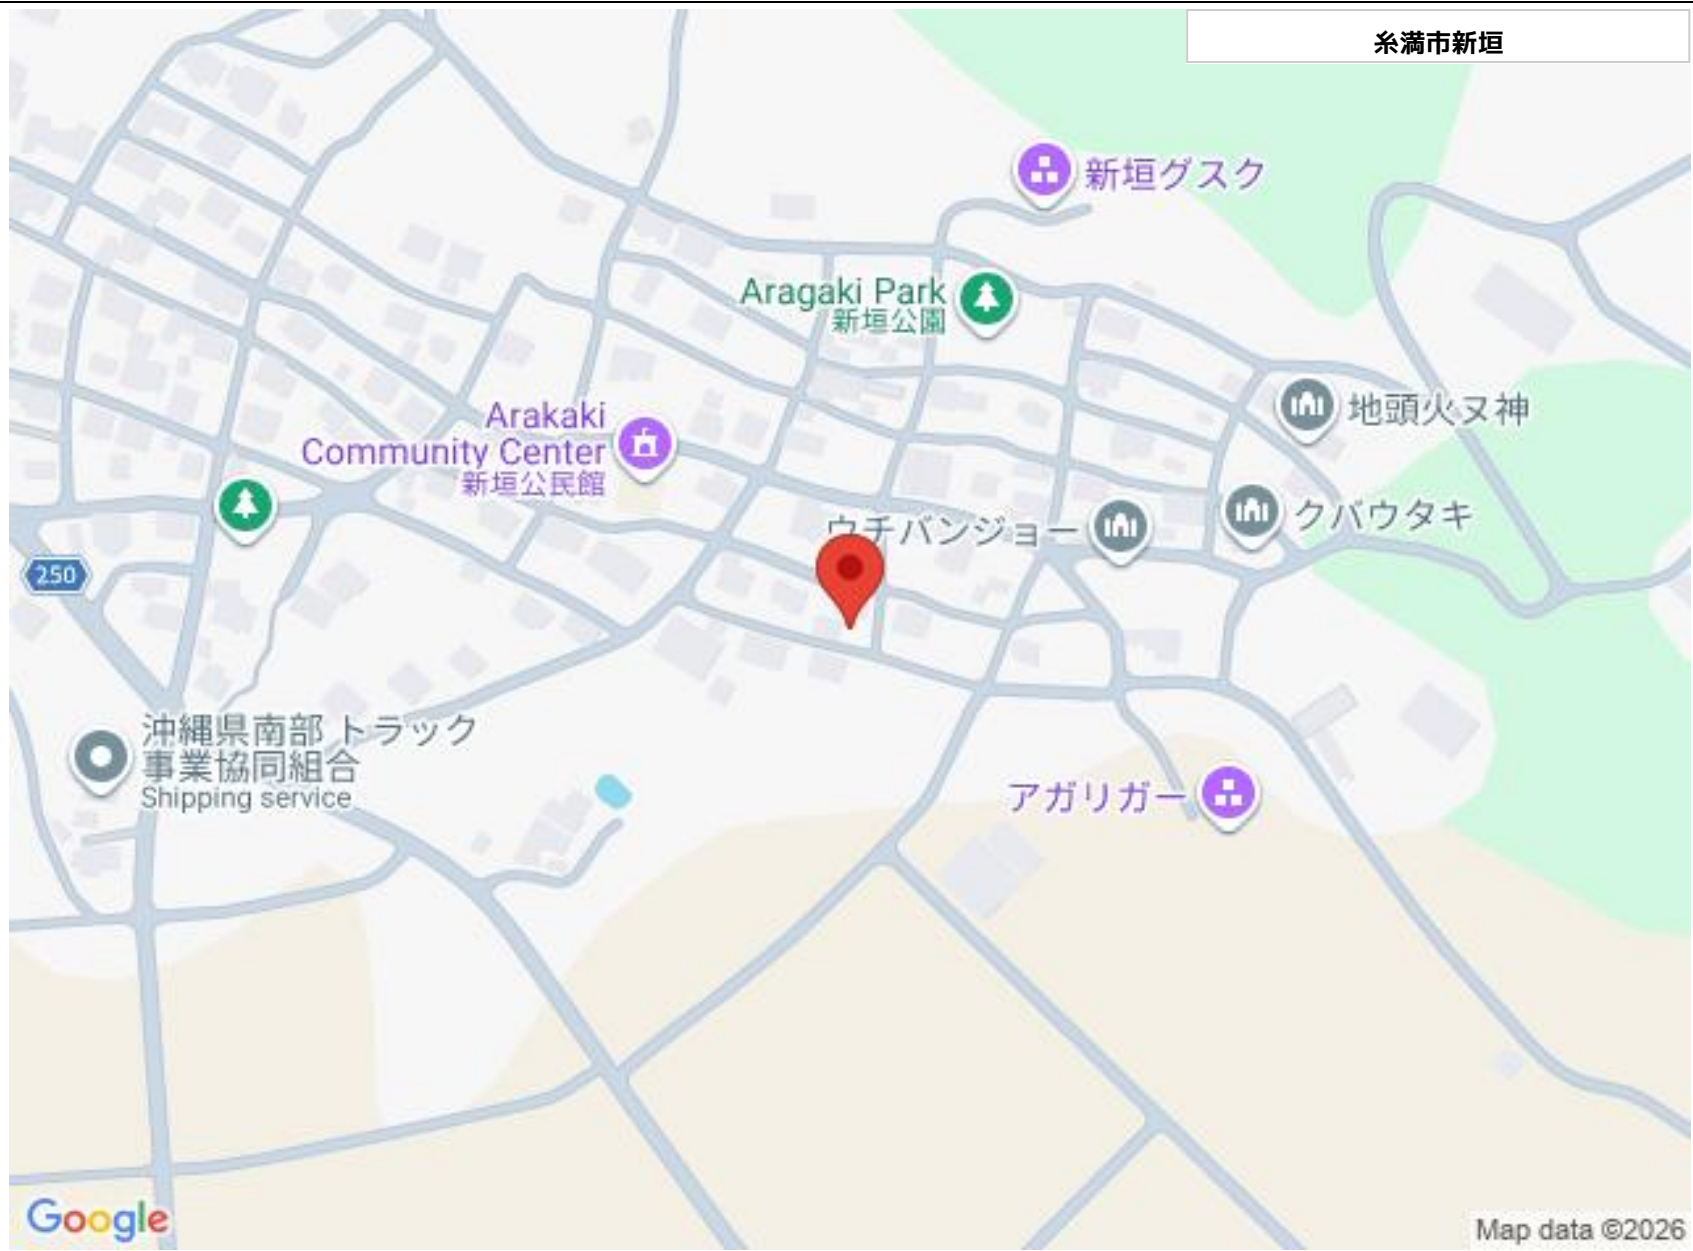 糸満市新垣
新垣グスク
Aragaki Park
新垣公園
地頭火ヌ神
Arakaki
Community Center
新垣公民館
クバウタキ
ウチバンジョー
250
沖縄県南部 トラック
事業協同組合
Shipping service
アガリガー
Google
Map data ©2026